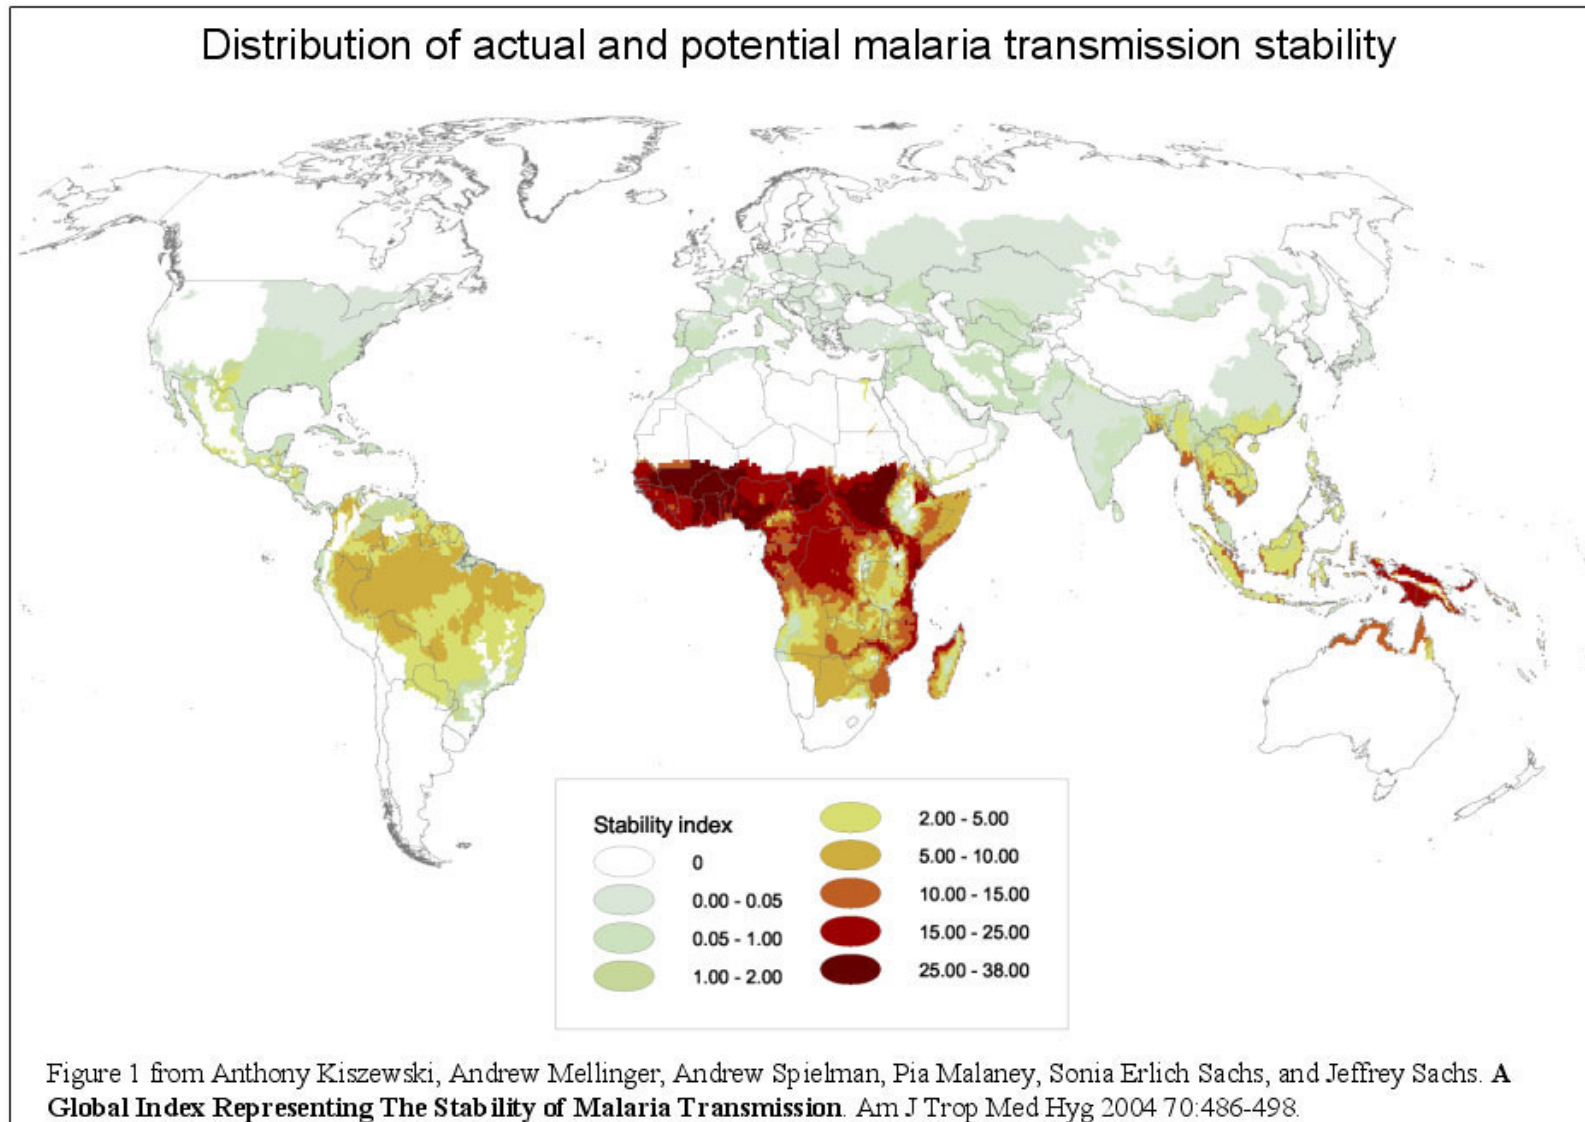 Distribution of actual and potential malaria transmission stability
Stability index
0
0.00 - 0.05
0.05 - 1.00
1.00 - 2.00
2.00 - 5.00
5.00 - 10.00
10.00 - 15.00
15.00 - 25.00
25.00 - 38.00
Figure 1 from Anthony Kiszewski, Andrew Mellinger, Andrew Spielman, Pia Malaney, Sonia Erlich Sachs, and Jeffrey Sachs. A
Global Index Representing The Stability of Malaria Transmission. Am J Trop Med Hyg 2004 70:486-498.